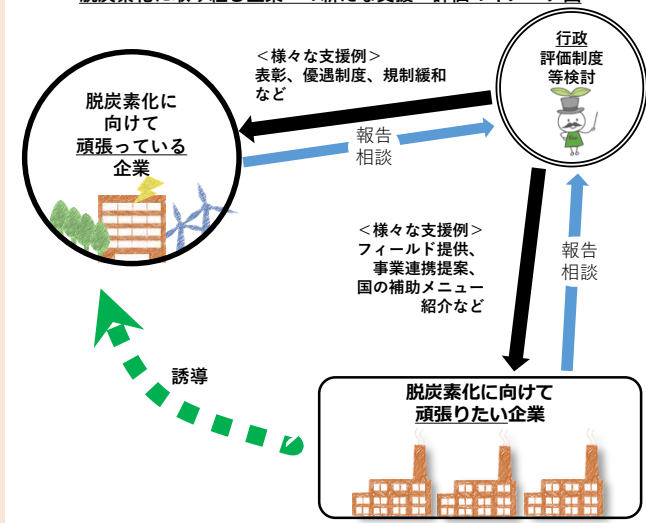 <様々な支援例>
表彰、優遇制度、規制緩和
など
行政
評価制度
等検討
脱炭素化に
向けて
頑張っている
企業
報告
相談
<様々な支援例>
フィールド提供、
事業連携提案、
国の補助メニュー
紹介など
報告
相談
誘導
脱炭素化に向けて
頑張りたい企業